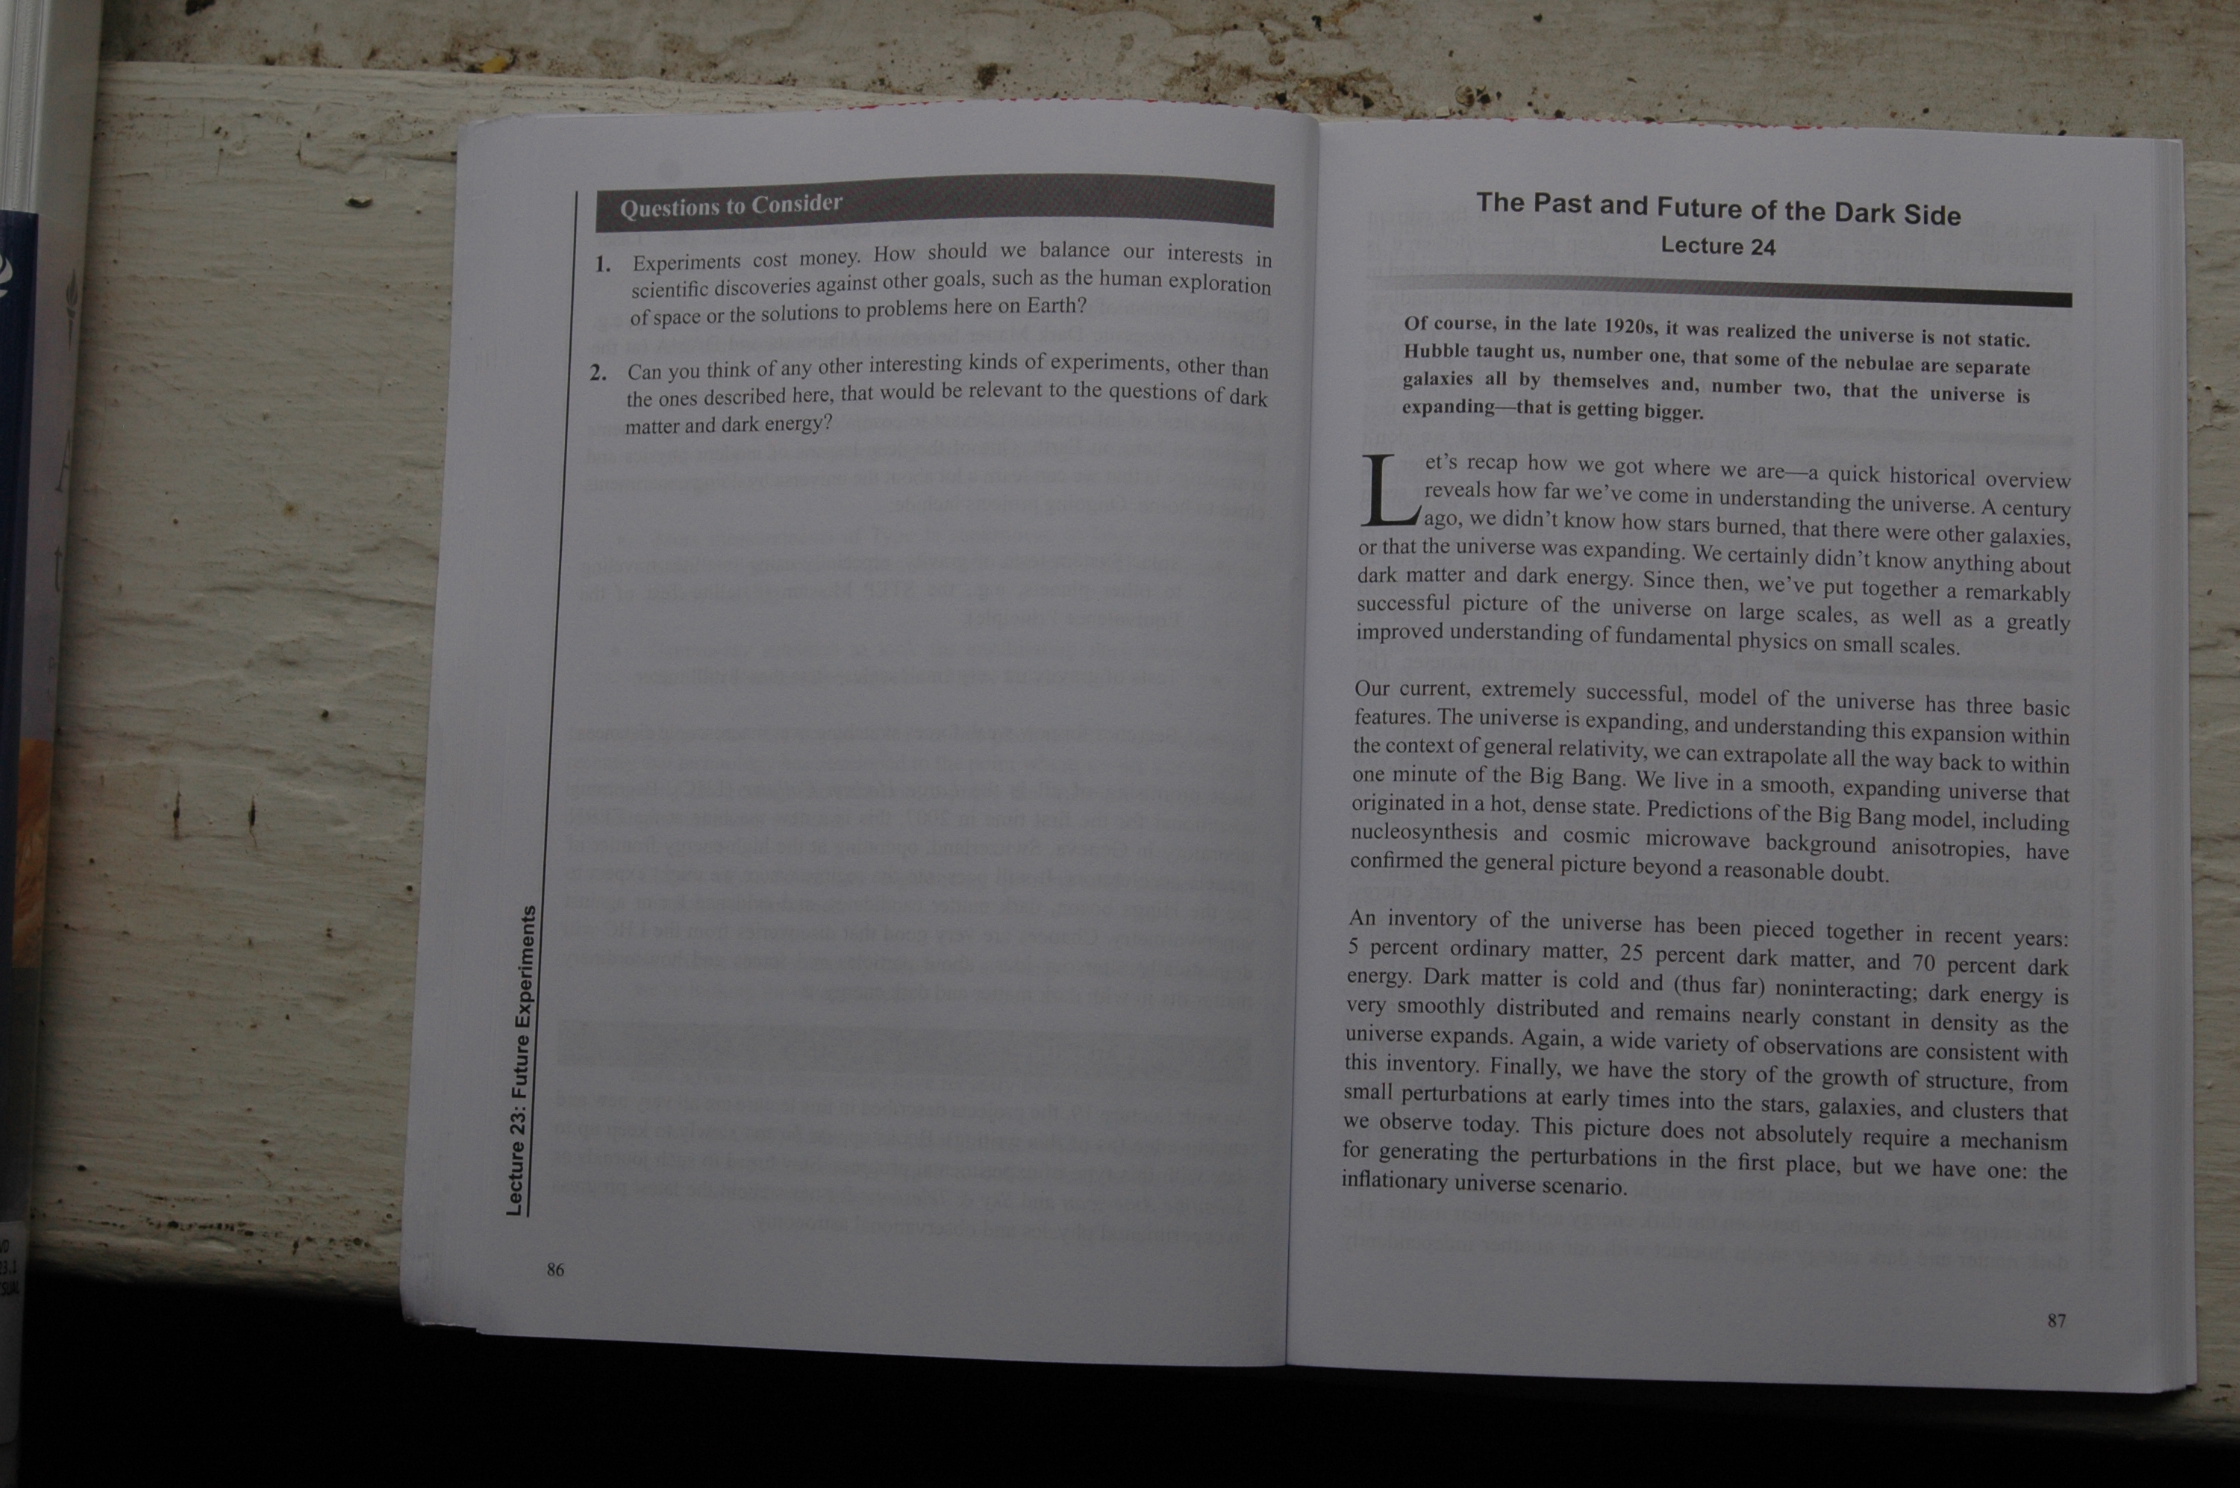 Questions to Consider
1. Experiments cost money. How should we balance our interests in
scientific discoveries against other goals, such as the human exploration
of space or the solutions to problems here on Earth?
2. Can you think of any other interesting kinds of experiments, other than
the ones described here, that would be relevant to the questions of dark
matter and dark energy?
Lecture 23: Future Experiments
86
The Past and Future of the Dark Side
Lecture 24
Of course, in the late 1920s, it was realized the universe is not static.
Hubble taught us, number one, that some of the nebulae are separate
galaxies all by themselves and, number two, that the universe is
expanding—that is getting bigger.
Let’s recap how we got where we are—a quick historical overview
reveals how far we’ve come in understanding the universe. A century
ago, we didn’t know how stars burned, that there were other galaxies,
or that the universe was expanding. We certainly didn’t know anything about
dark matter and dark energy. Since then, we’ve put together a remarkably
successful picture of the universe on large scales, as well as a greatly
improved understanding of fundamental physics on small scales.
Our current, extremely successful, model of the universe has three basic
features. The universe is expanding, and understanding this expansion within
the context of general relativity, we can extrapolate all the way back to within
one minute of the Big Bang. We live in a smooth, expanding universe that
originated in a hot, dense state. Predictions of the Big Bang model, including
nucleosynthesis and cosmic microwave background anisotropies, have
confirmed the general picture beyond a reasonable doubt.
An inventory of the universe has been pieced together in recent years:
5 percent ordinary matter, 25 percent dark matter, and 70 percent dark
energy. Dark matter is cold and (thus far) noninteracting; dark energy is
very smoothly distributed and remains nearly constant in density as the
universe expands. Again, a wide variety of observations are consistent with
this inventory. Finally, we have the story of the growth of structure, from
small perturbations at early times into the stars, galaxies, and clusters that
we observe today. This picture does not absolutely require a mechanism
for generating the perturbations in the first place, but we have one: the
inflationary universe scenario.
87